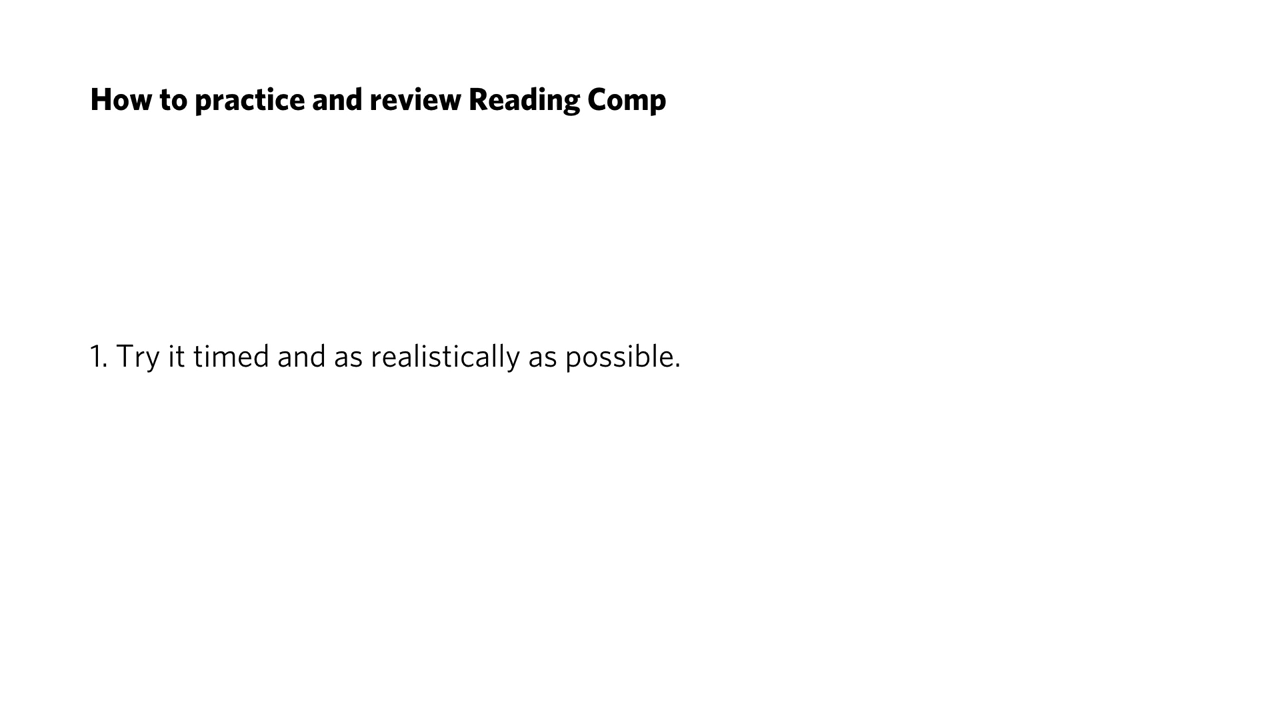 How to practice and review Reading Comp
1. Try it timed and as realistically as possible.